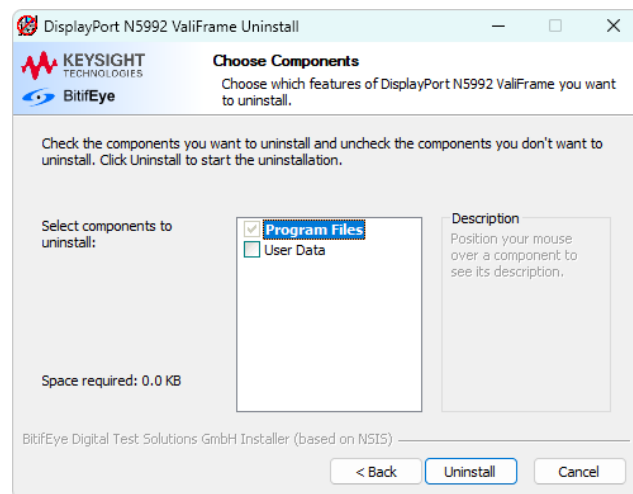 DisplayPort N5992 ValiFrame Uninstall
KEYSIGHT
TECHNOLOGIES
BitifEye
Choose Components
Choose which features of DisplayPort N5992 ValiFrame you want
to uninstall.
Check the components you want to uninstall and uncheck the components you don't want to
uninstall. Click Uninstall to start the uninstallation.
Select components to
uninstall:
Program Files
User Data
Description
Position your mouse
over a component to
see its description.
Space required: 0.0 KB
BitifEye Digital Test Solutions GmbH Installer (based on NSIS)
< Back
Uninstall
Cancel